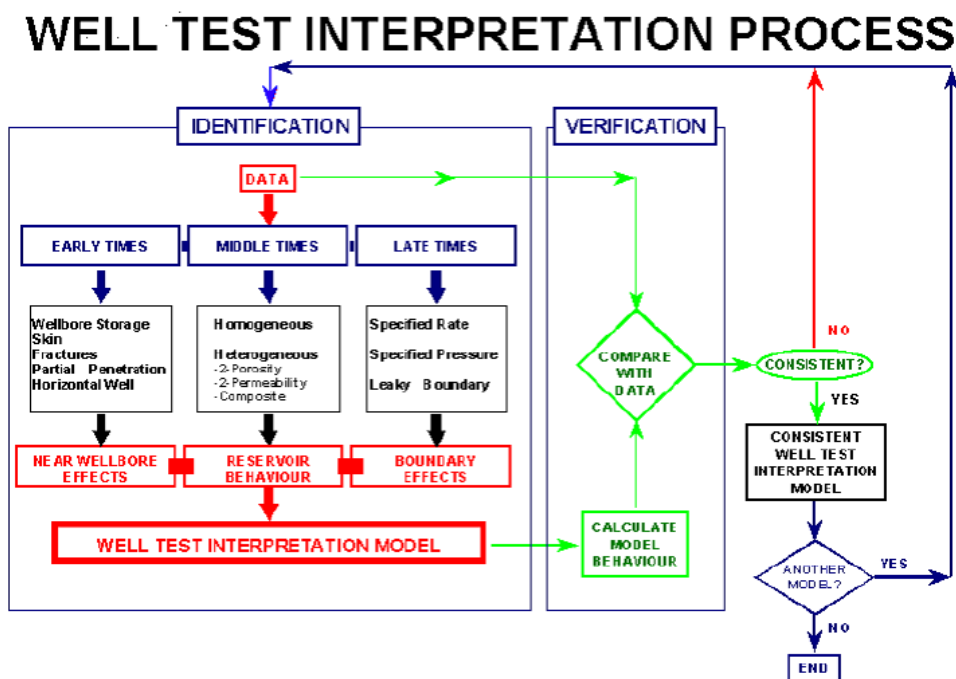 WELL TEST INTERPRETATION PROCESS
IDENTIFICATION
VERIFICATION
DATA
EARLY TIMES
MIDDLE TIMES
LATE TIMES
Wellbore Storage
Skin
Fractures
Partial Penetration
Horizontal Well
Homogeneous
Heterogeneous
-2-Porosity
-2-Permeability
-Composite
Specified Rate
Specified Pressure
Leaky Boundary
NEAR WELLBORE
EFFECTS
RESERVOIR
BEHAVIOUR
BOUNDARY
EFFECTS
WELL TEST INTERPRETATION MODEL
COMPARE
WITH
DATA
CALCULATE
MODEL
BEHAVIOUR
NO
CONSISTENT?
YES
CONSISTENT
WELL TEST
INTERPRETATION
MODEL
ANOTHER
MODEL?
YES
NO
END